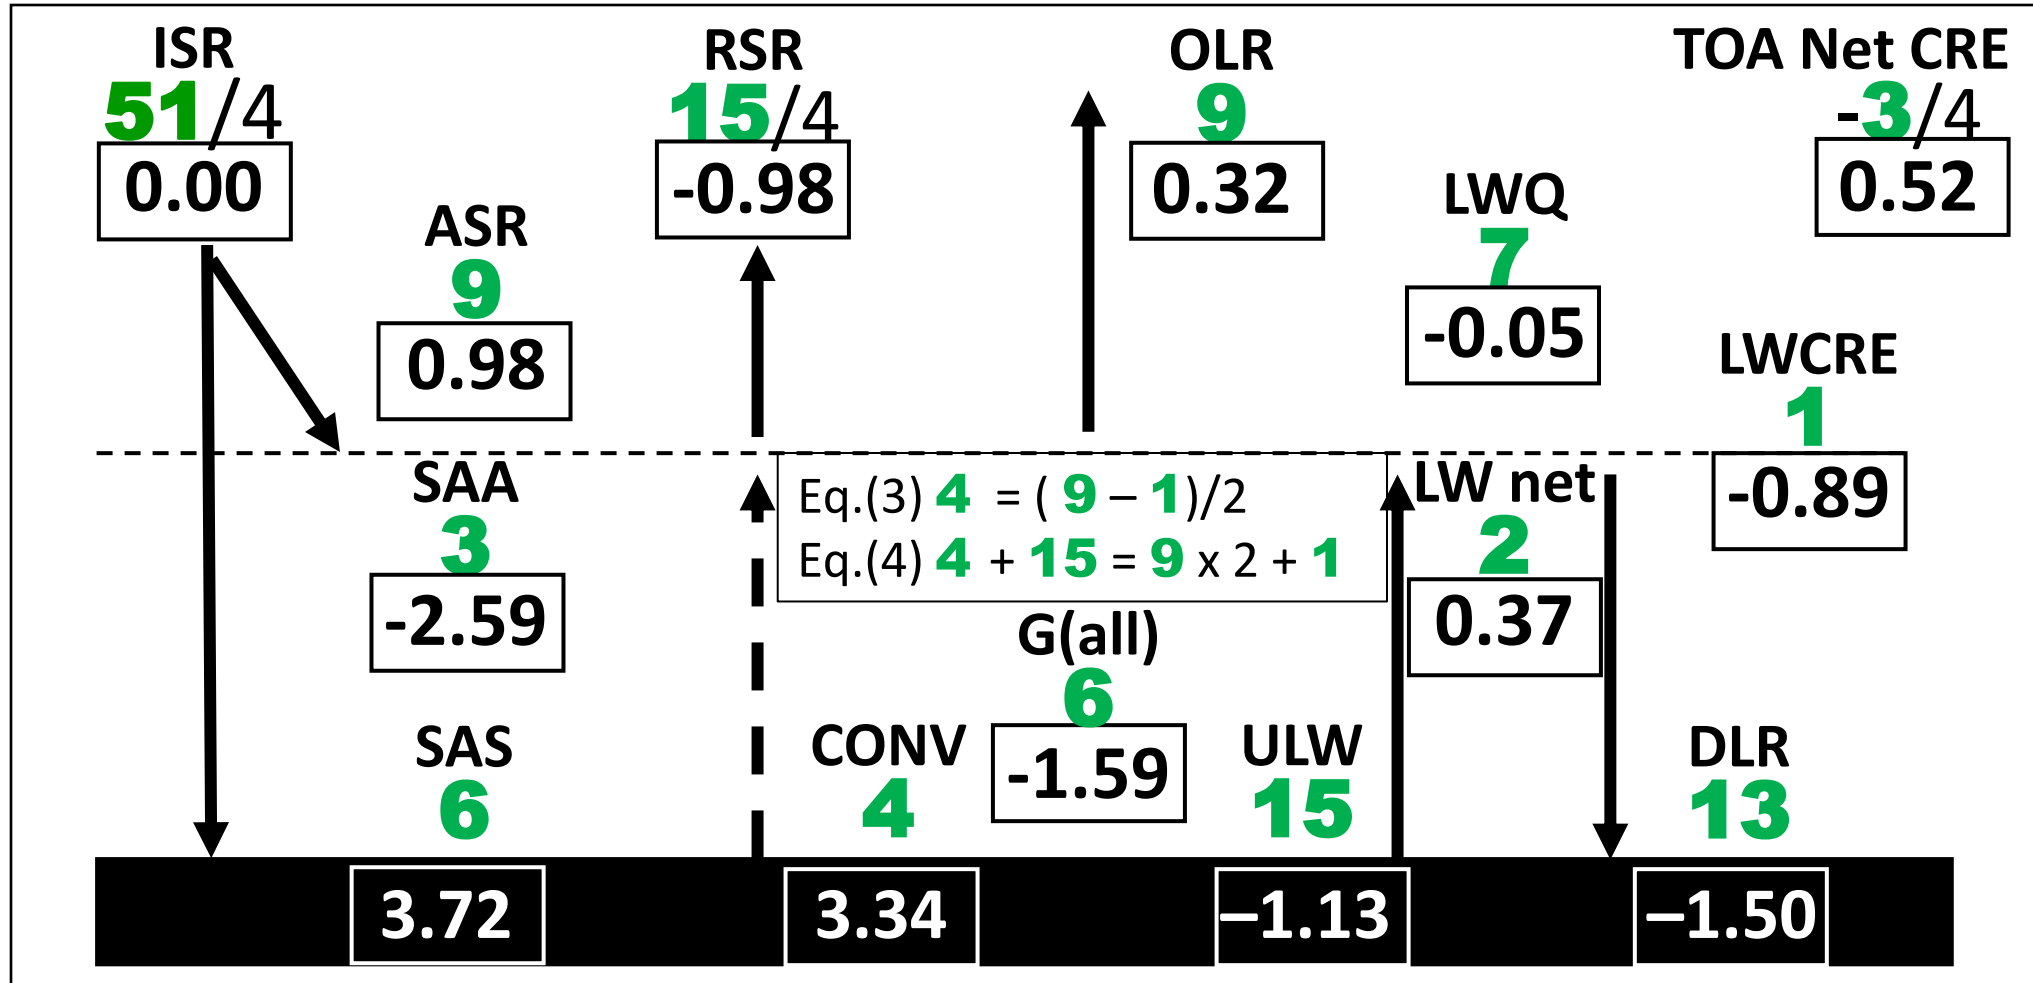 ISR
51/4
0.00
RSR
15/4
-0.98
OLR
9
0.32
TOA Net CRE
-3/4
0.52
ASR
9
0.98
LWQ
7
-0.05
LWCRE
1
-0.89
SAA
3
-2.59
Eq.(3) 4 = ( 9 – 1)/2
Eq.(4) 4 + 15 = 9 x 2 + 1
LW net
2
0.37
G(all)
6
-1.59
SAS
6
3.72
CONV
4
3.34
ULW
15
–1.13
DLR
13
–1.50